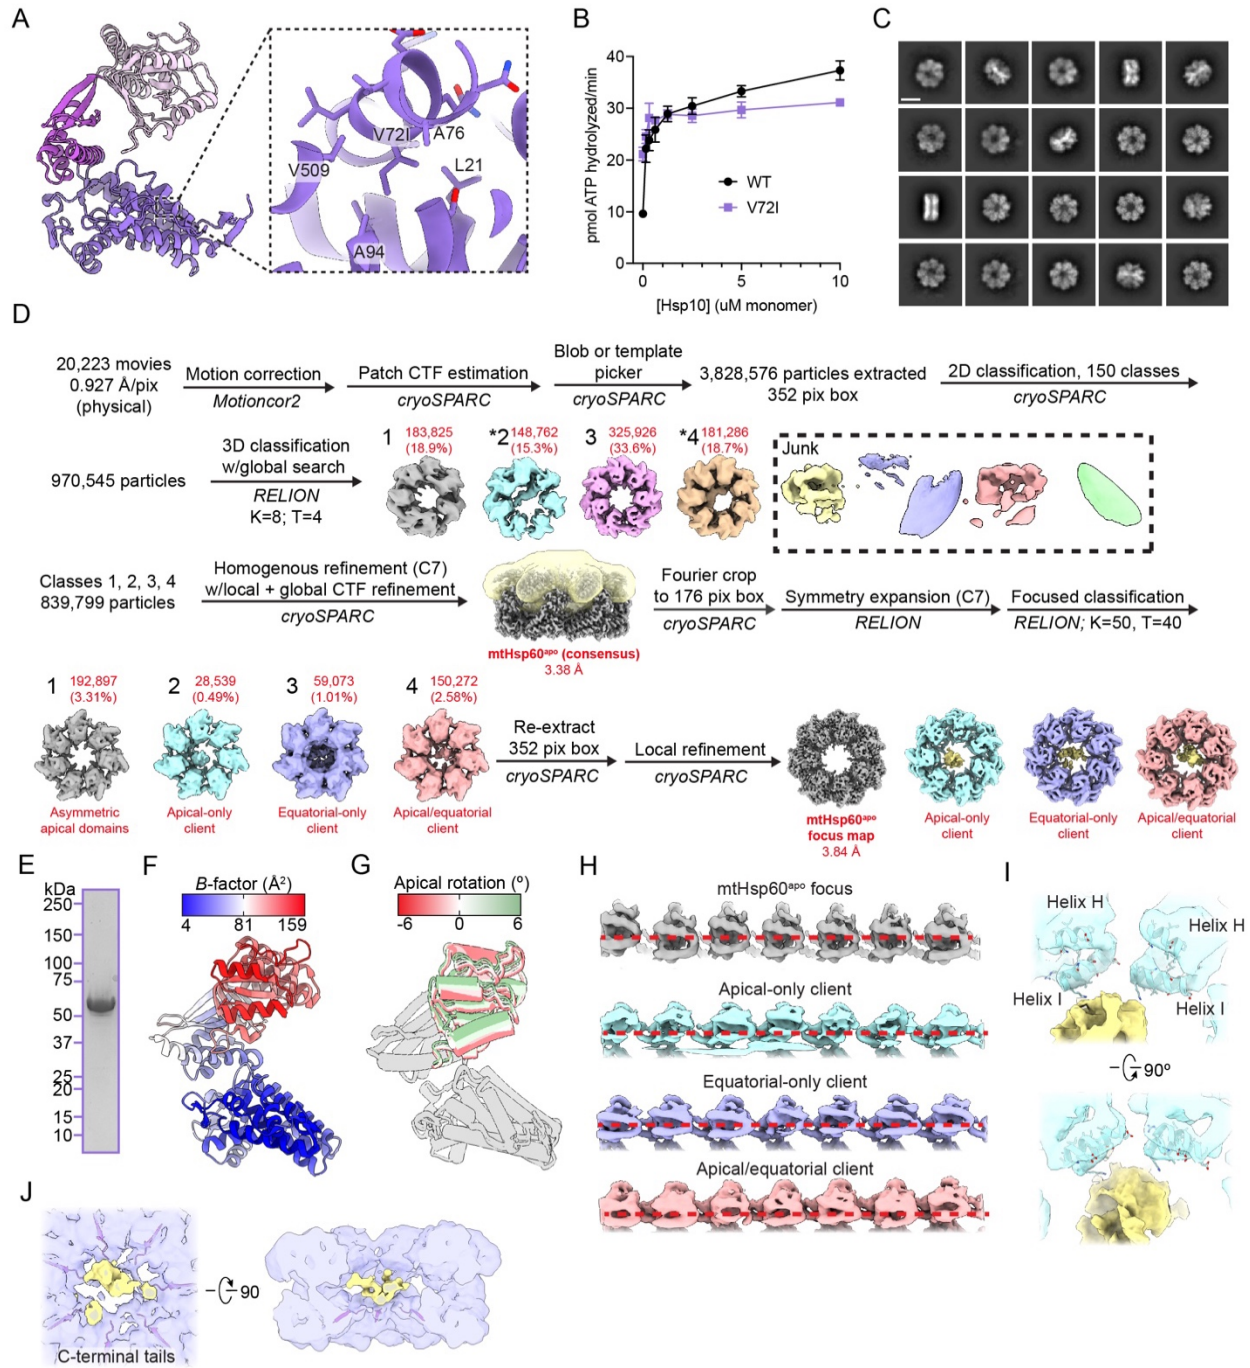 A
V72I
A76
V509
L21
A94
B
pmol ATP hydrolyzed/min
40
30
20
10
0
WT
V72I
0
5
10
[Hsp10] (uM monomer)
C
D
20,223 movies
0.927 Å/pix
(physical)
Motion correction
Motioncor2
Patch CTF estimation
cryoSPARC
Blob or template
picker
cryoSPARC
3,828,576 particles extracted
352 pix box
2D classification, 150 classes
cryoSPARC
970,545 particles
3D classification
w/global search
RELION
K=8; T=4
1 183,825
(18.9%)
*2 148,762
(15.3%)
3 325,926
(33.6%)
*4 181,286
(18.7%)
Junk
Classes 1, 2, 3, 4
839,799 particles
Homogenous refinement (C7)
w/local + global CTF refinement
cryoSPARC
mtHsp60apo (consensus)
3.38 Å
Fourier crop
to 176 pix box
cryoSPARC
Symmetry expansion (C7)
RELION
Focused classification
RELION; K=50, T=40
1 192,897
(3.31%)
Asymmetric
apical domains
2 28,539
(0.49%)
Apical-only
client
3 59,073
(1.01%)
Equatorial-only
client
4 150,272
(2.58%)
Apical/equatorial
client
Re-extract
352 pix box
cryoSPARC
Local refinement
cryoSPARC
mtHsp60apo
focus map
3.84 Å
Apical-only
client
Equatorial-only
client
Apical/equatorial
client
E
kDa
250
150
100
75
50
37
25
20
15
10
F
B-factor (Å²)
4 81 159
G
Apical rotation (º)
-6 0 6
H
mtHsp60apo focus
Apical-only client
Equatorial-only client
Apical/equatorial client
I
Helix H
Helix H
Helix I
Helix I
90º
J
C-terminal tails
90